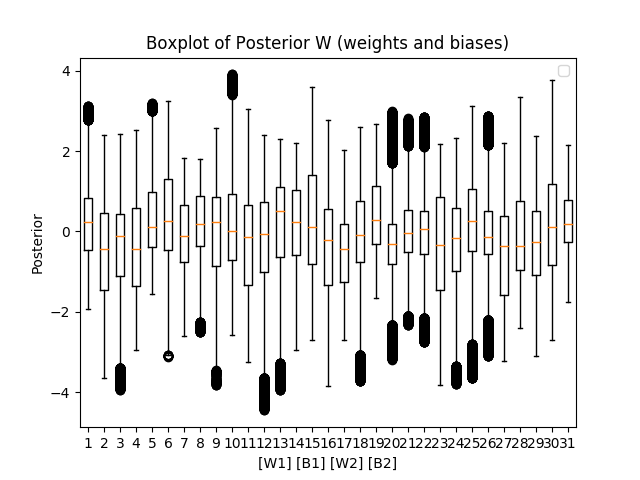 Boxplot of Posterior W (weights and biases)
4
2
0
−2
−4
Posterior
1 2 3 4 5 6 7 8 9 10 11 12 13 14 15 16 17 18 19 20 21 22 23 24 25 26 27 28 29 30 31
[W1] [B1] [W2] [B2]